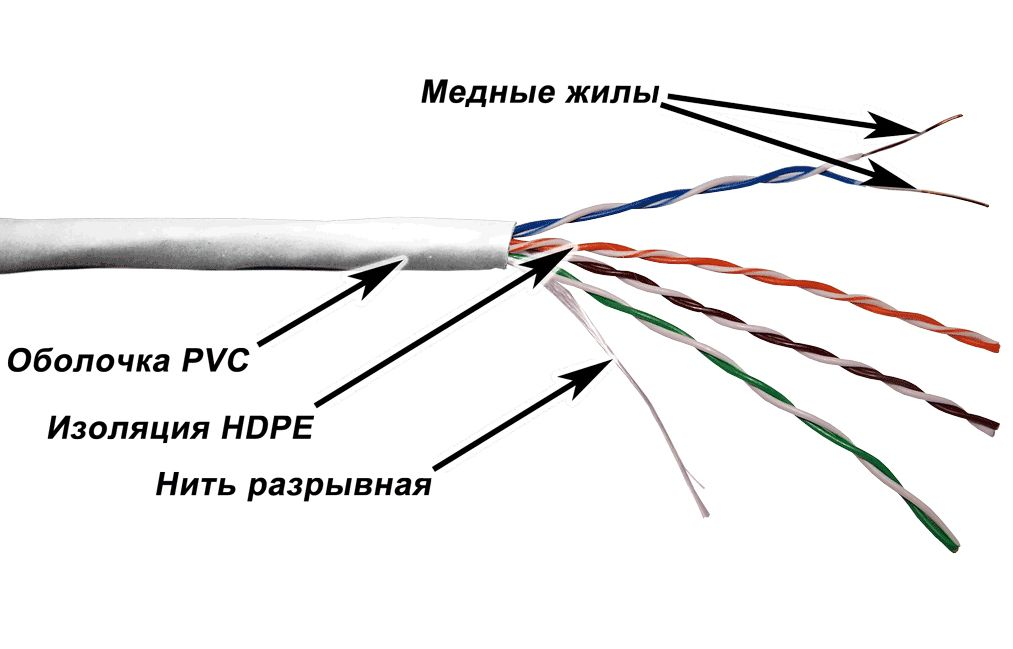 Медные жилы
Оболочка PVC
Изоляция HDPE
Нить разрывная